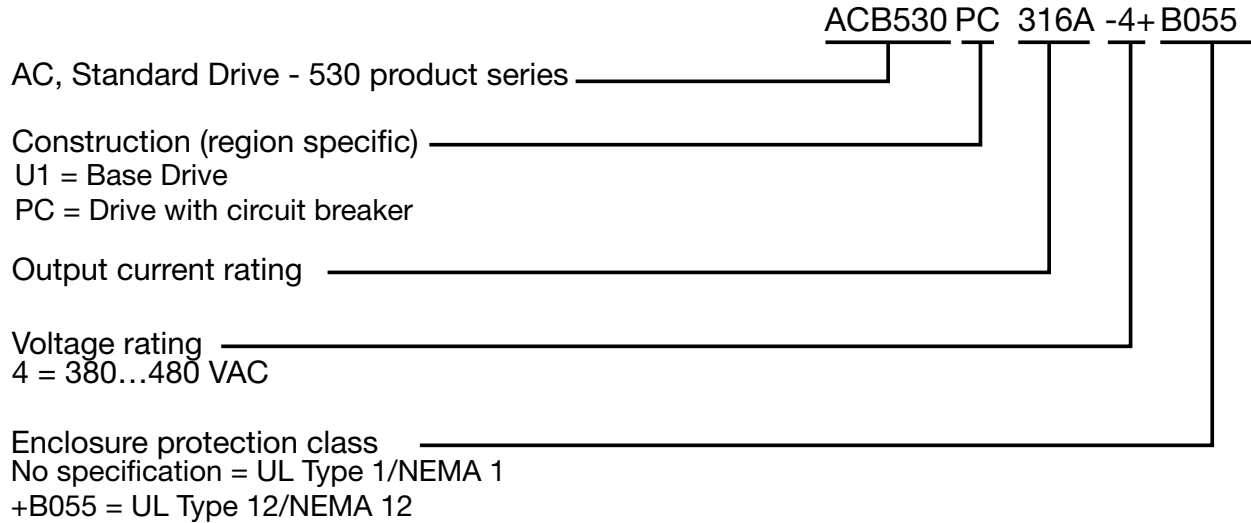 ACB530 PC 316A -4+ B055
AC, Standard Drive - 530 product series
Construction (region specific)
U1 = Base Drive
PC = Drive with circuit breaker
Output current rating
Voltage rating
4 = 380…480 VAC
Enclosure protection class
No specification = UL Type 1/NEMA 1
+B055 = UL Type 12/NEMA 12